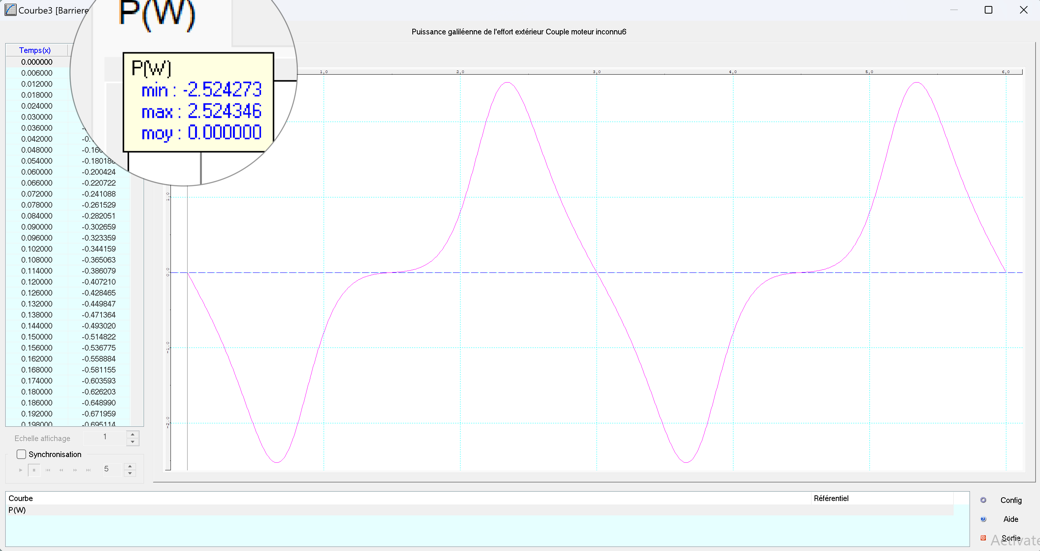 Courbe3 [Barriere
P(W)
Puissance galiléenne de l'effort extérieur Couple moteur inconnu6
P(W)
min : -2.524273
max : 2.524346
moy : 0.000000
Temps(x)
0.000000
0.006000
0.012000
0.018000
0.024000
0.030000
0.036000
0.042000
0.048000
0.054000
0.060000 -0.200424
0.066000 -0.220722
0.072000 -0.241088
0.078000 -0.261529
0.084000 -0.282051
0.090000 -0.302659
0.096000 -0.323359
0.102000 -0.344159
0.108000 -0.365063
0.114000 -0.386079
0.120000 -0.407210
0.126000 -0.428465
0.132000 -0.449847
0.138000 -0.471364
0.144000 -0.493020
0.150000 -0.514822
0.156000 -0.536775
0.162000 -0.558884
0.168000 -0.581155
0.174000 -0.603593
0.180000 -0.626203
0.186000 -0.648990
0.192000 -0.671959
0.198000 -0.695114
Echelle affichage 1
Synchronisation
5
Courbe Référentiel
P(W)
Config
Aide
Sortie
Activate